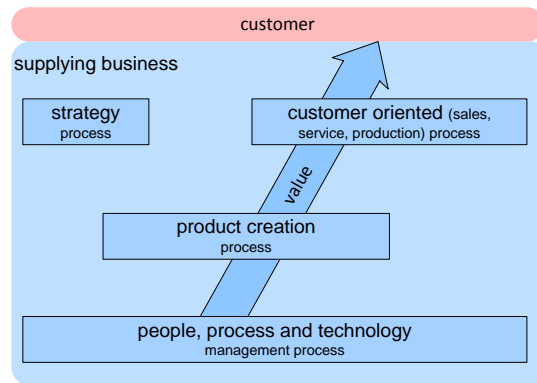 customer
supplying business
strategy
process
customer oriented (sales,
service, production) process
value
product creation
process
people, process and technology
management process